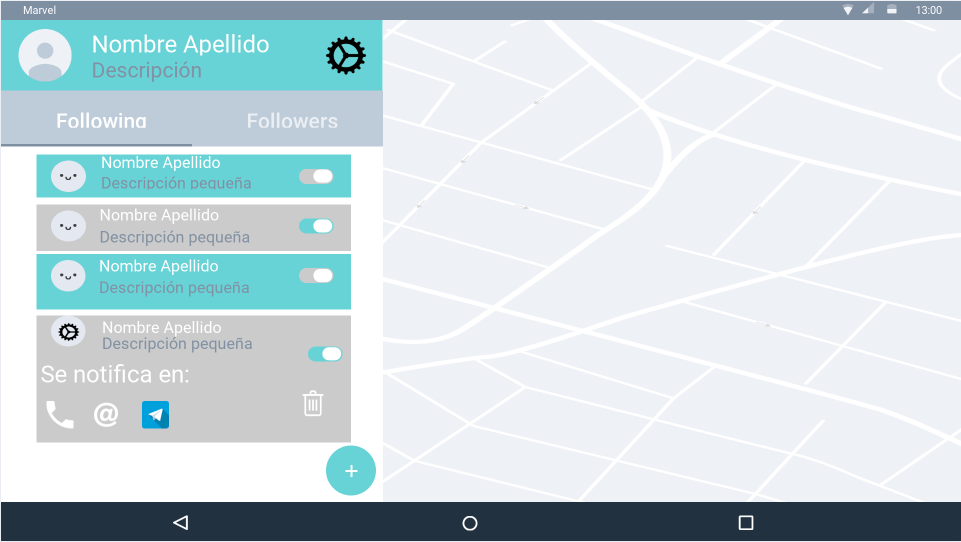 Marvel
13:00
Nombre Apellido
Descripción
Following
Followers
Nombre Apellido
Descripción pequeña
Nombre Apellido
Descripción pequeña
Nombre Apellido
Descripción pequeña
Nombre Apellido
Descripción pequeña
Se notifica en:
@
+